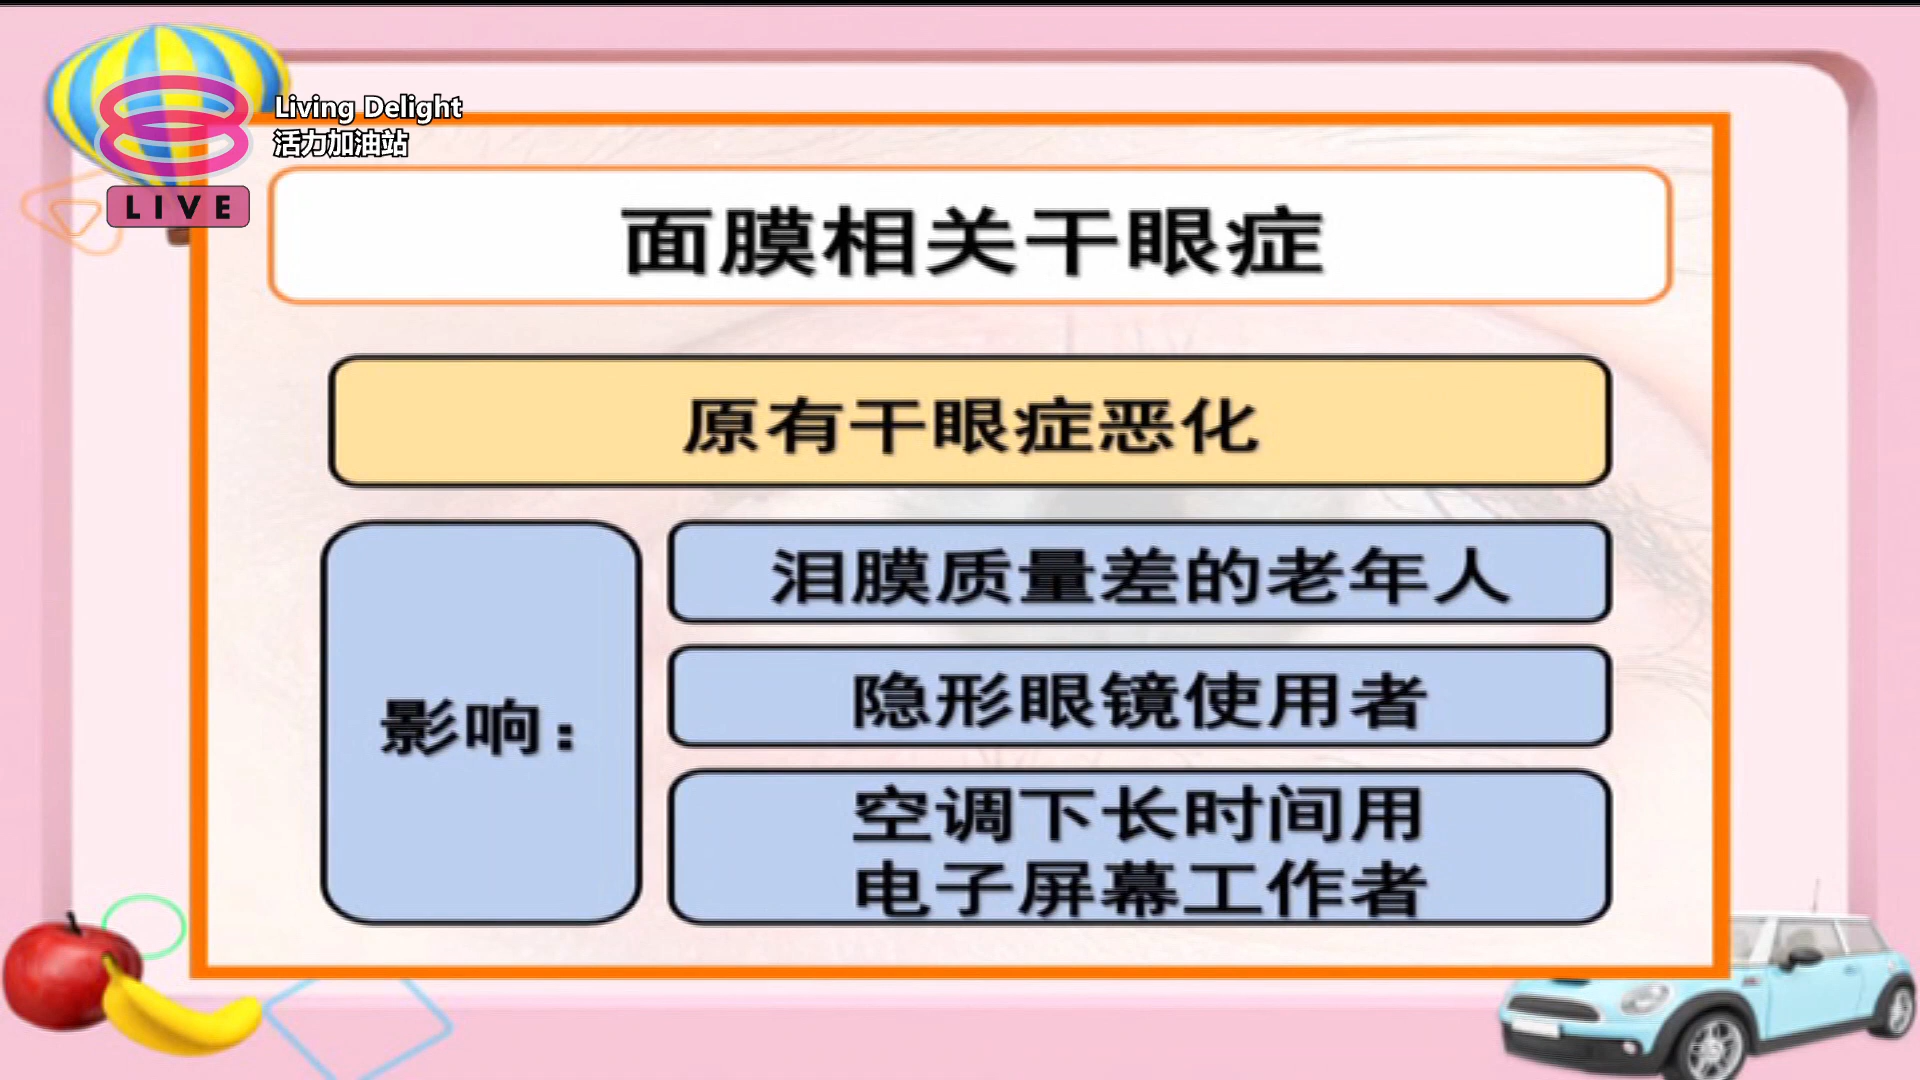 Living Delight
活力加油站
LIVE
面膜相关干眼症
原有干眼症恶化
影响：
泪膜质量差的老年人
隐形眼镜使用者
空调下长时间用
电子屏幕工作者